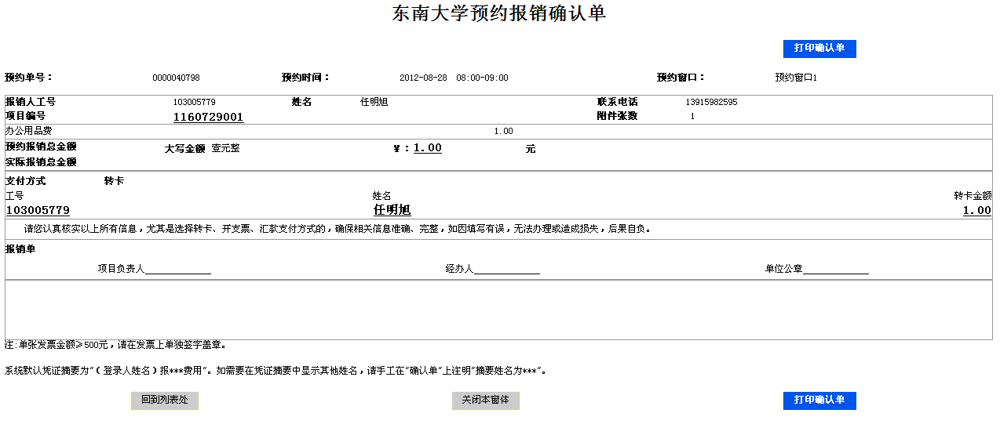 东南大学预约报销确认单
打印确认单
预约单号： 0000040798 预约时间： 2012-08-28 08:00-09:00 预约窗口： 预约窗口1
报销人工号 103005779 姓名 任明旭 联系电话 13915982595
项目编号 1160729001 附件张数 1
办公用品费 1.00
预约报销总金额 大写金额 壹元整 ¥：1.00 元
实际报销总金额
支付方式 转卡
工号 姓名 转卡金额
103005779 任明旭 1.00
请您认真核实以上所有信息，尤其是选择转卡、开支票、汇款支付方式的，确保相关信息准确、完整，如因填写有误，无法办理或造成损失，后果自负。
报销单
项目负责人____________ 经办人____________ 单位公章____________
注:单张发票金额≥500元，请在发票上单独签字盖章。
系统默认凭证摘要为"（登录人姓名）报***费用"。如需要在凭证摘要中显示其他姓名，请手工在"确认单"上注明"摘要姓名为***"。
回到列表处 关闭本窗体 打印确认单